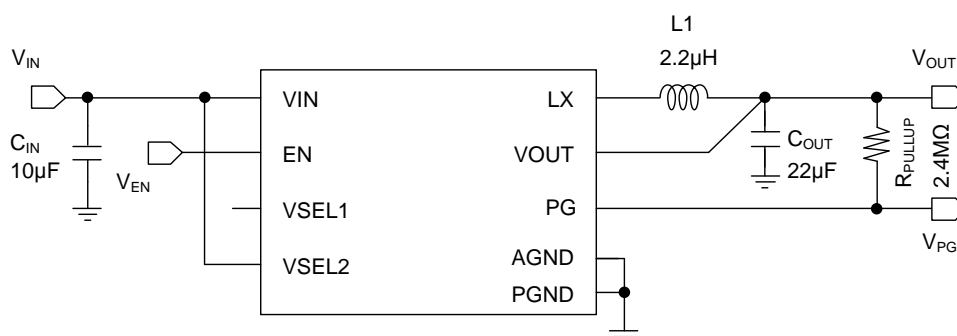 L1
2.2μH
VIN
VOUT
VIN
LX
CIN
10μF
EN
VOUT
COUT
22μF
RPULLUP
2.4MΩ
VEN
VSEL1
PG
VPG
VSEL2
AGND
PGND